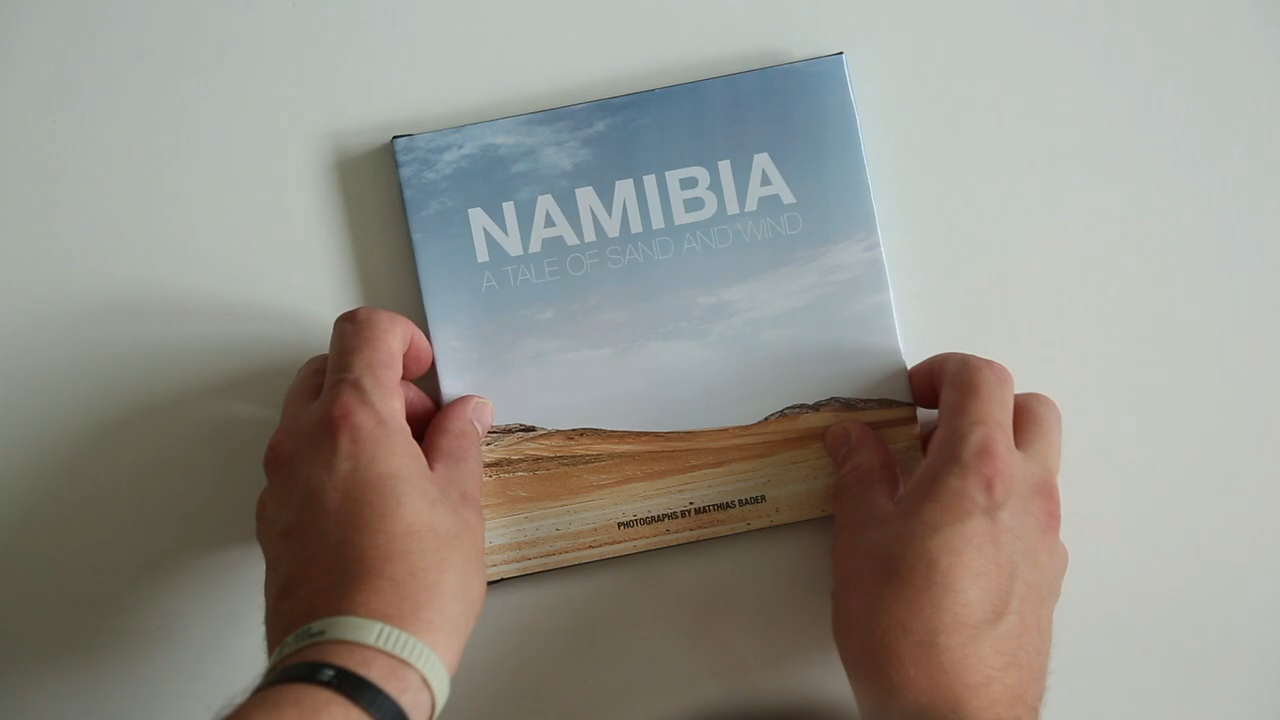 NAMIBIA
A TALE OF SAND AND WIND
PHOTOGRAPHS BY MATTHIAS BADER